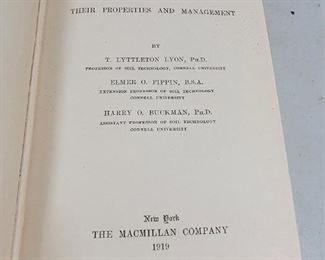 THEIR PROPERTIES AND MANAGEMENT
BY
T. LYTTLETON LYON, PH.D.
PROFESSOR OF SOIL TECHNOLOGY, CORNELL UNIVERSITY
ELMER O. FIPPIN, B.S.A.
EXTENSION PROFESSOR OF SOIL TECHNOLOGY
CORNELL UNIVERSITY
HARRY O. BUCKMAN, PH.D.
ASSISTANT PROFESSOR OF SOIL TECHNOLOGY
CORNELL UNIVERSITY
New York
THE MACMILLAN COMPANY
1919